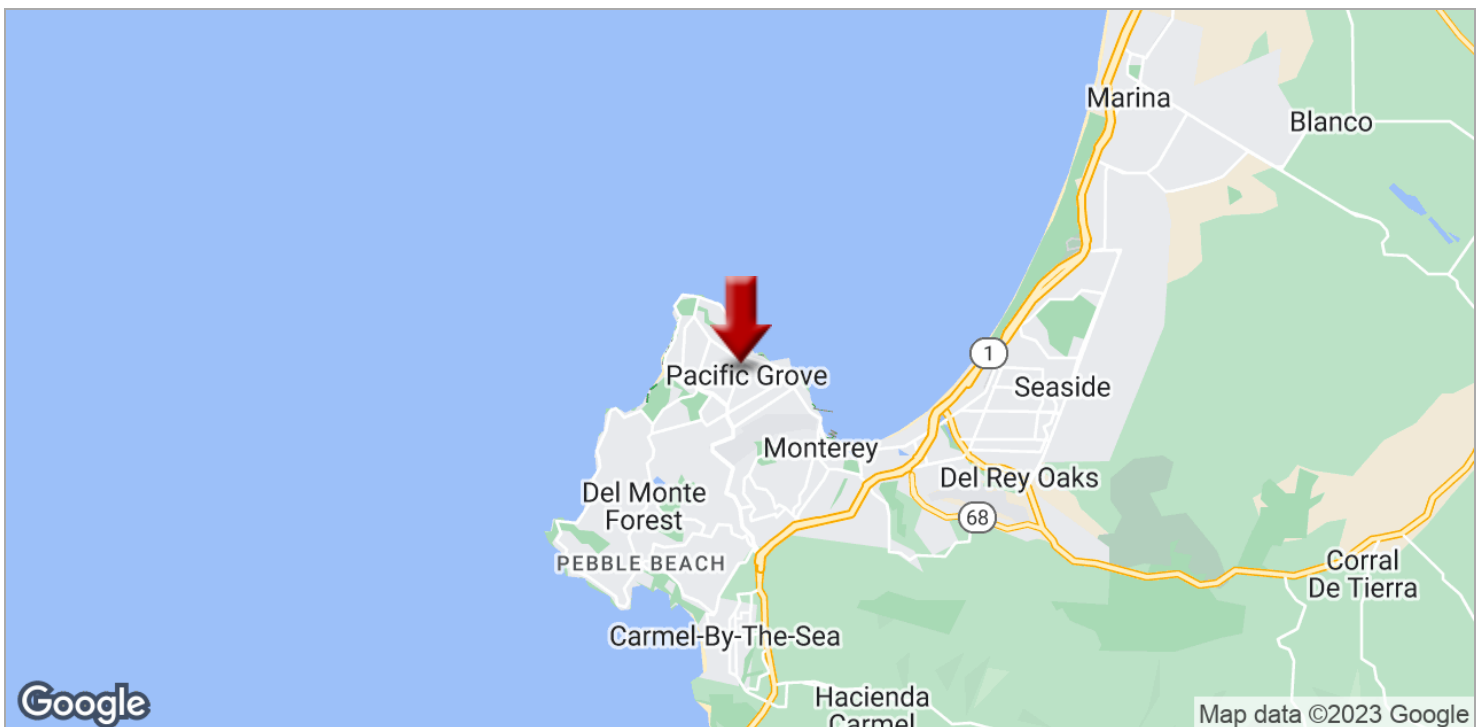 Marina
Blanco
1
Pacific Grove
Seaside
Monterey
Del Rey Oaks
Del Monte
Forest
68
PEBBLE BEACH
Corral
De Tierra
Carmel-By-The-Sea
Hacienda
Carmel
Google
Map data ©2023 Google